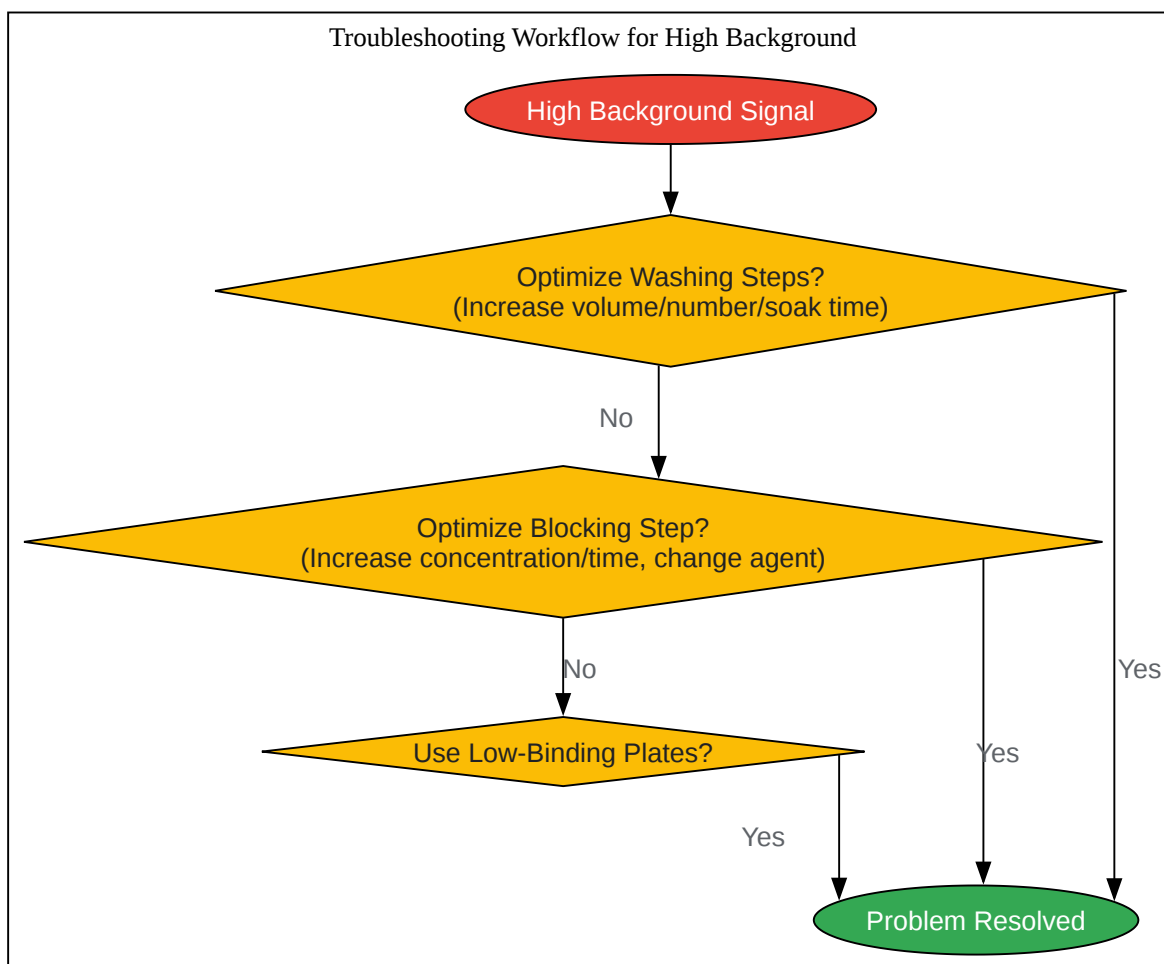 Troubleshooting Workflow for High Background
High Background Signal
Optimize Washing Steps?
(Increase volume/number/soak time)
No
Optimize Blocking Step?
(Increase concentration/time, change agent)
No
Yes
Use Low-Binding Plates?
Yes
Yes
Problem Resolved